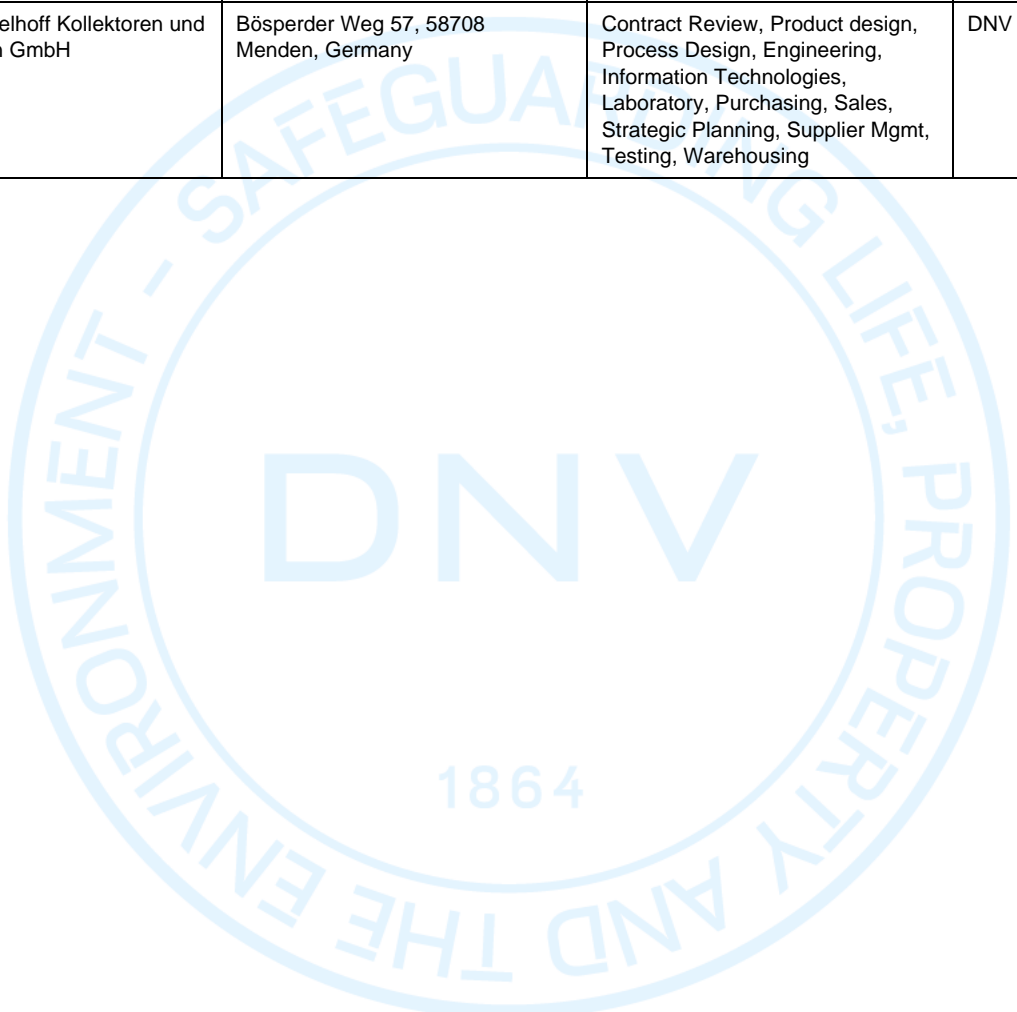 elhoff Kollektoren und
GmbH
Bösperder Weg 57, 58708
Menden, Germany
Contract Review, Product design,
Process Design, Engineering,
Information Technologies,
Laboratory, Purchasing, Sales,
Strategic Planning, Supplier Mgmt,
Testing, Warehousing
DNV
SAFEGUARDING LIFE, PROPERTY AND THE ENVIRONMENT -
DNV
1864